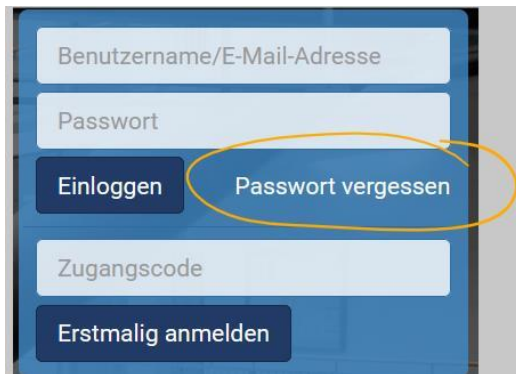 Benutzername/E-Mail-Adresse
Passwort
Einloggen Passwort vergessen
Zugangscode
Erstmalig anmelden